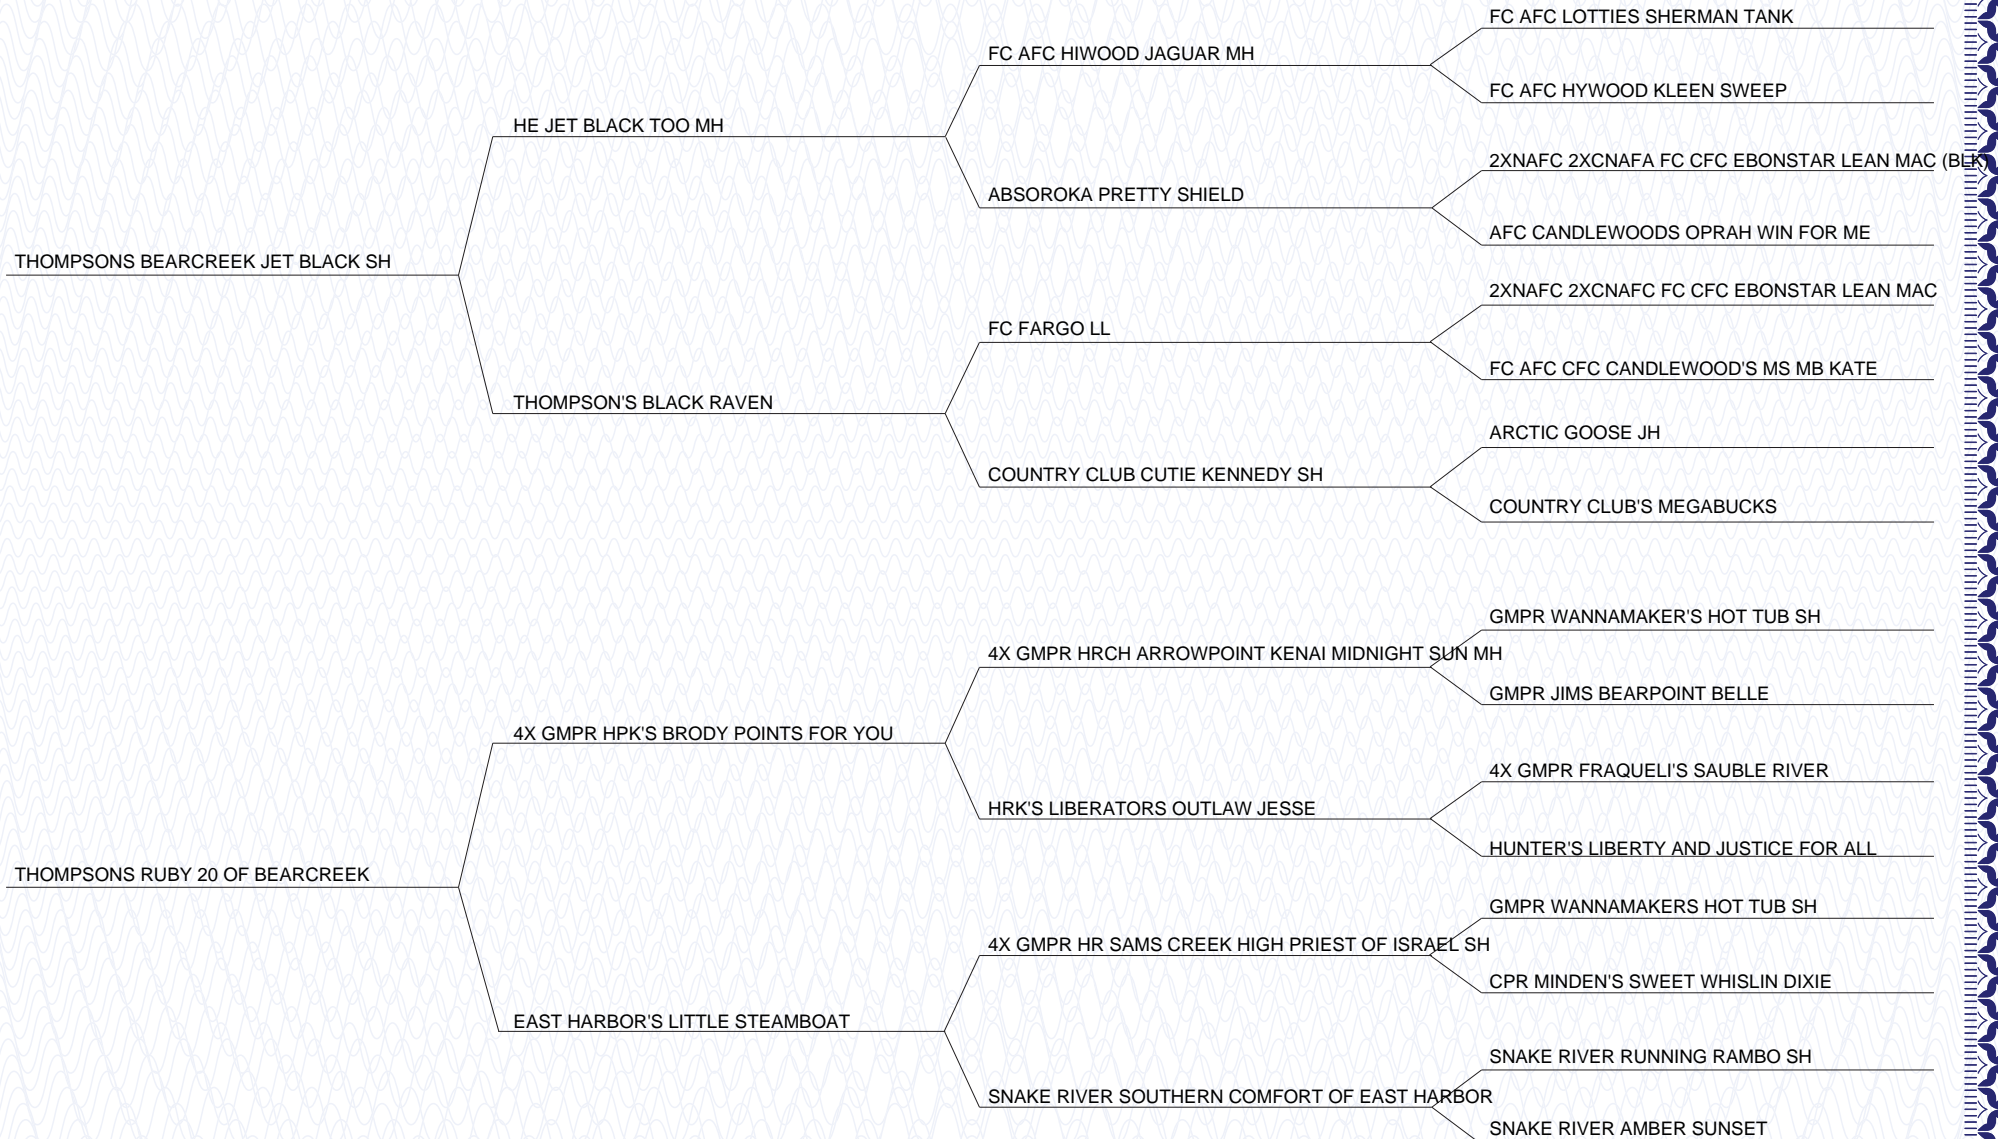 FC AFC LOTTIES SHERMAN TANK
FC AFC HIWOOD JAGUAR MH
FC AFC HYWOOD KLEEN SWEEP
HE JET BLACK TOO MH
2XNAFC 2XCNAFA FC CFC EBONSTAR LEAN MAC (BLK)
ABSOROKA PRETTY SHIELD
AFC CANDLEWOODS OPRAH WIN FOR ME
THOMPSONS BEARCREEK JET BLACK SH
2XNAFC 2XCNAFC FC CFC EBONSTAR LEAN MAC
FC FARGO LL
FC AFC CFC CANDLEWOOD'S MS MB KATE
THOMPSON'S BLACK RAVEN
ARCTIC GOOSE JH
COUNTRY CLUB CUTIE KENNEDY SH
COUNTRY CLUB'S MEGABUCKS
GMPR WANNAMAKER'S HOT TUB SH
4X GMPR HRCH ARROWPOINT KENAI MIDNIGHT SUN MH
GMPR JIMS BEARPOINT BELLE
4X GMPR HPK'S BRODY POINTS FOR YOU
4X GMPR FRAQUELI'S SAUBLE RIVER
HRK'S LIBERATORS OUTLAW JESSE
HUNTER'S LIBERTY AND JUSTICE FOR ALL
THOMPSONS RUBY 20 OF BEARCREEK
GMPR WANNAMAKERS HOT TUB SH
4X GMPR HR SAMS CREEK HIGH PRIEST OF ISRAEL SH
CPR MINDEN'S SWEET WHISLIN DIXIE
EAST HARBOR'S LITTLE STEAMBOAT
SNAKE RIVER RUNNING RAMBO SH
SNAKE RIVER SOUTHERN COMFORT OF EAST HARBOR
SNAKE RIVER AMBER SUNSET